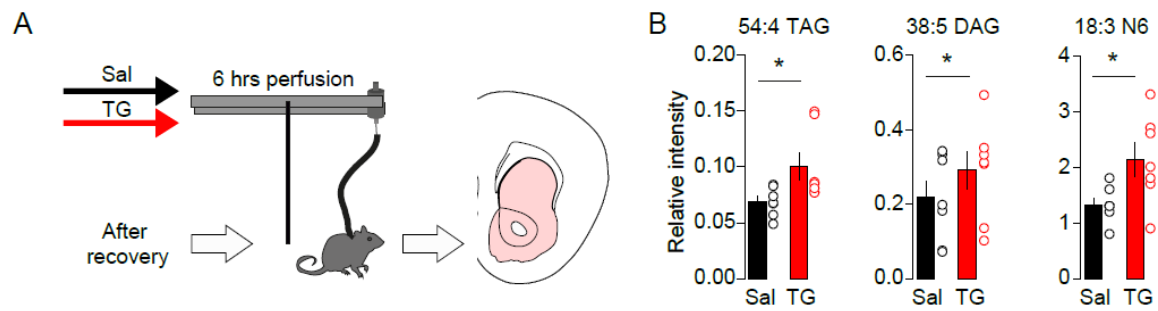 A
Sal
TG
6 hrs perfusion
After
recovery
B
Relative intensity
54:4 TAG
0.20
0.15
0.10
0.05
0.00
*
Sal TG
38:5 DAG
0.6
0.4
0.2
0.0
*
Sal TG
18:3 N6
4
3
2
1
0
*
Sal TG